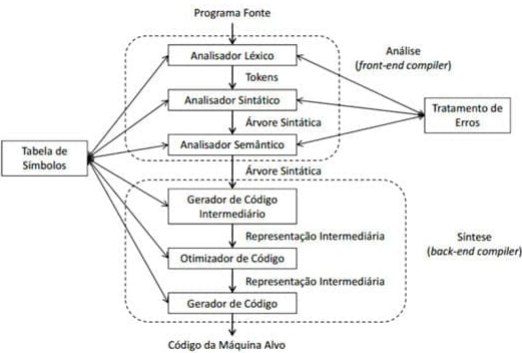 Programa Fonte
Analisador Léxico
Análise
(front-end compiler)
Tokens
Analisador Sintático
Tratamento de
Erros
Árvore Sintática
Analisador Semântico
Tabela de
Símbolos
Árvore Sintática
Gerador de Código
Intermediário
Representação Intermediária
Síntese
(back-end compiler)
Otimizador de Código
Representação Intermediária
Gerador de Código
Código da Máquina Alvo